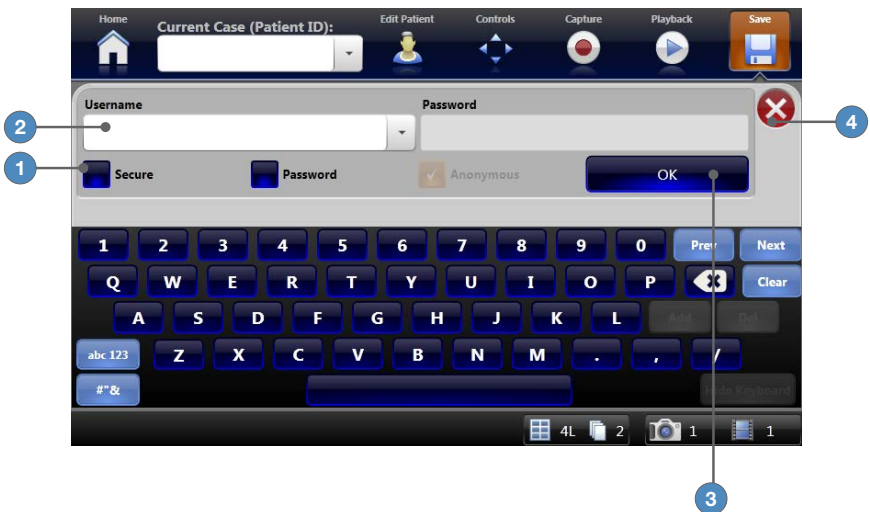 Home
Current Case (Patient ID):
Edit Patient
Controls
Capture
Playback
Save
Username
Password
2
4
1
Secure
Password
Anonymous
OK
1 2 3 4 5 6 7 8 9 0 Prev Next
Q W E R T Y U I O P Clear
A S D F G H J K L Add Del
abc 123 Z X C V B N M . , /
#"& Hide Keyboard
4L 2 1 1
3